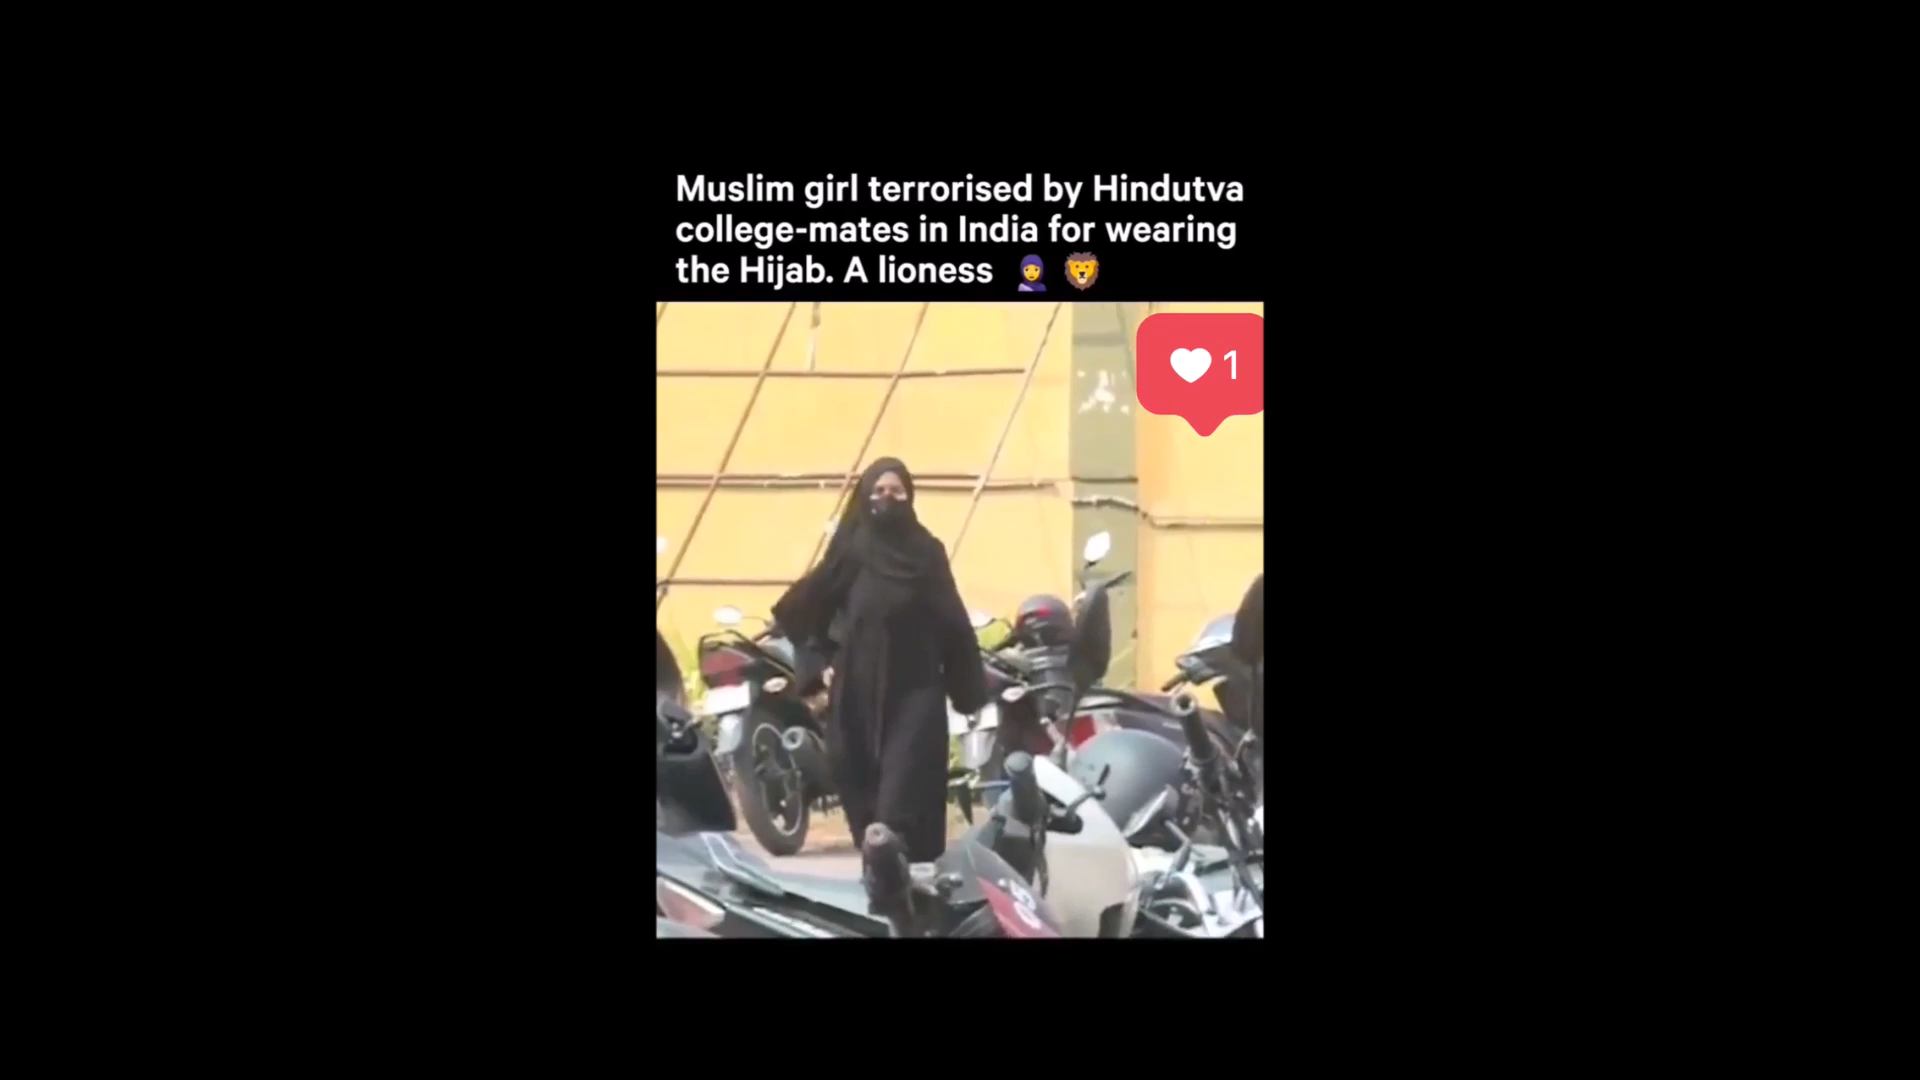 Muslim girl terrorised by Hindutva
college-mates in India for wearing
the Hijab. A lioness 🧕 🦁
1